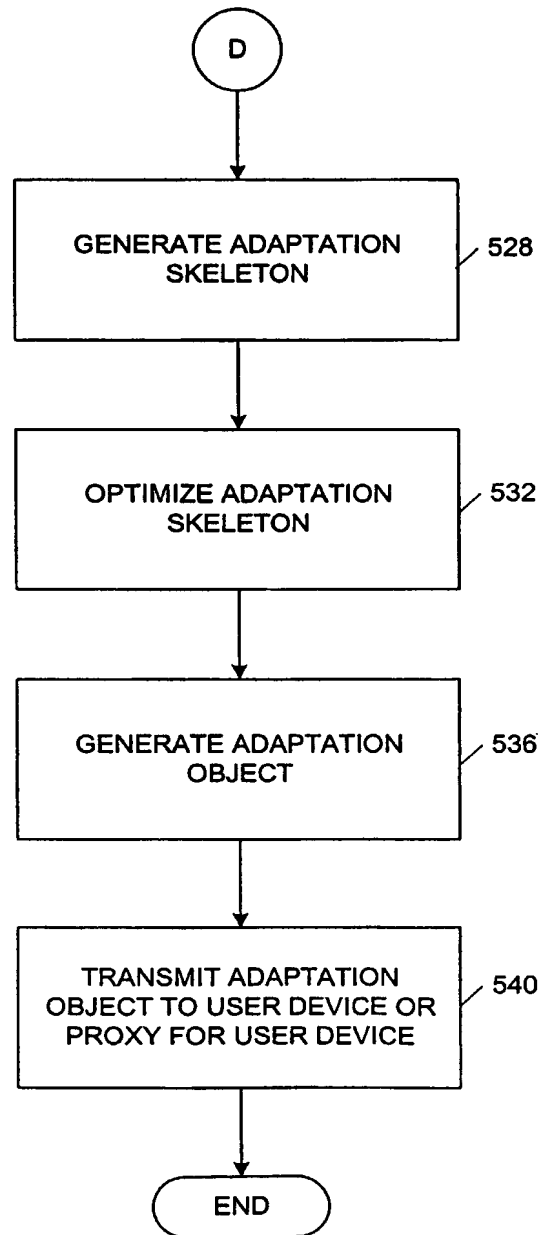 D
GENERATE ADAPTATION
SKELETON
528
OPTIMIZE ADAPTATION
SKELETON
532
GENERATE ADAPTATION
OBJECT
536
TRANSMIT ADAPTATION
OBJECT TO USER DEVICE OR
PROXY FOR USER DEVICE
540
END